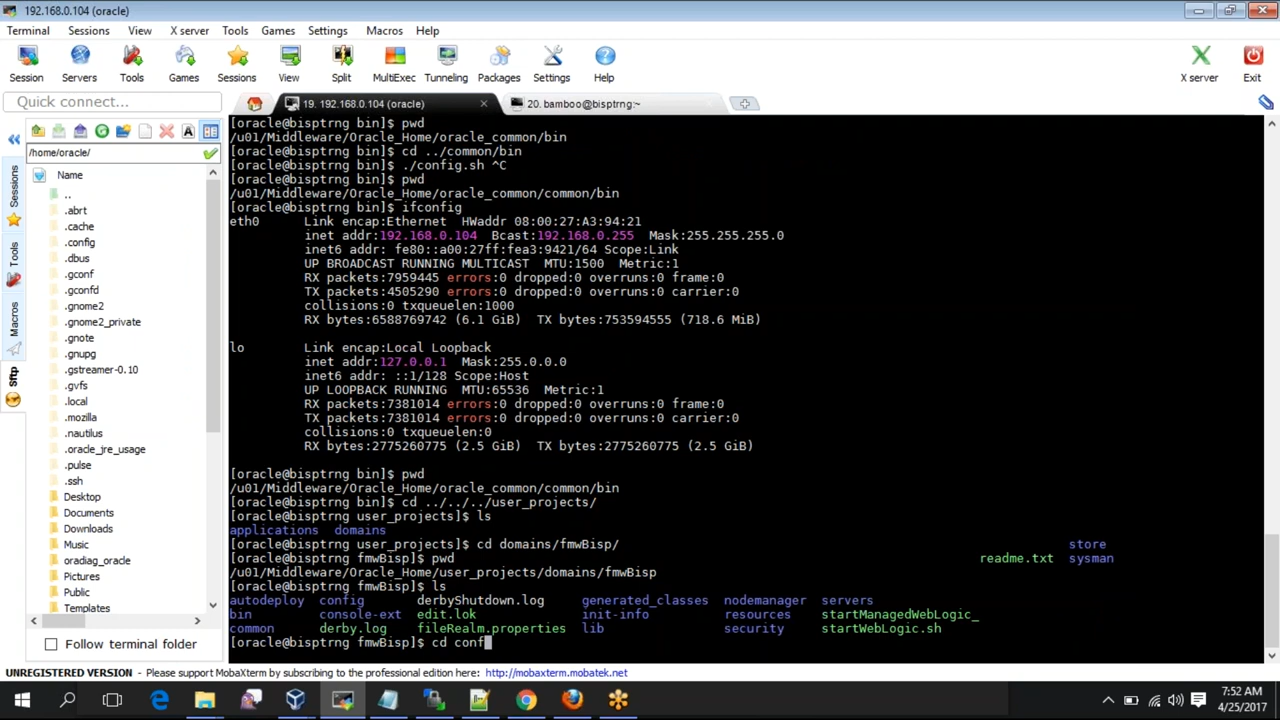 192.168.0.104 (oracle)
Terminal Sessions View X server Tools Games Settings Macros Help
Session Servers Tools Games Sessions View Split MultiExec Tunneling Packages Settings Help X server Exit
Quick connect...
19. 192.168.0.104 (oracle)
20. bamboo@bisptrng:~
/home/oracle/
Name
..
.abrt
.cache
.config
.dbus
.gconf
.gconfd
.gnome2
.gnome2_private
.gnote
.gnupg
.gstreamer-0.10
.gvfs
.local
.mozilla
.nautilus
.oracle_jre_usage
.pulse
.ssh
Desktop
Documents
Downloads
Music
oradiag_oracle
Pictures
Public
Templates
Follow terminal folder
Sessions
Tools
Macros
Sftp
[oracle@bisptrng bin]$ pwd
/u01/Middleware/Oracle_Home/oracle_common/bin
[oracle@bisptrng bin]$ cd ../common/bin
[oracle@bisptrng bin]$ ./config.sh ^C
[oracle@bisptrng bin]$ pwd
/u01/Middleware/Oracle_Home/oracle_common/common/bin
[oracle@bisptrng bin]$ ifconfig
eth0 Link encap:Ethernet HWaddr 08:00:27:A3:94:21
inet addr:192.168.0.104 Bcast:192.168.0.255 Mask:255.255.255.0
inet6 addr: fe80::a00:27ff:fea3:9421/64 Scope:Link
UP BROADCAST RUNNING MULTICAST MTU:1500 Metric:1
RX packets:7959445 errors:0 dropped:0 overruns:0 frame:0
TX packets:4505290 errors:0 dropped:0 overruns:0 carrier:0
collisions:0 txqueuelen:1000
RX bytes:6588769742 (6.1 GiB) TX bytes:753594555 (718.6 MiB)
lo Link encap:Local Loopback
inet addr:127.0.0.1 Mask:255.0.0.0
inet6 addr: ::1/128 Scope:Host
UP LOOPBACK RUNNING MTU:65536 Metric:1
RX packets:7381014 errors:0 dropped:0 overruns:0 frame:0
TX packets:7381014 errors:0 dropped:0 overruns:0 carrier:0
collisions:0 txqueuelen:0
RX bytes:2775260775 (2.5 GiB) TX bytes:2775260775 (2.5 GiB)
[oracle@bisptrng bin]$ pwd
/u01/Middleware/Oracle_Home/oracle_common/common/bin
[oracle@bisptrng bin]$ cd ../../../user_projects/
[oracle@bisptrng user_projects]$ ls
applications domains
[oracle@bisptrng user_projects]$ cd domains/fmwBisp/ store
[oracle@bisptrng fmwBisp]$ pwd readme.txt sysman
/u01/Middleware/Oracle_Home/user_projects/domains/fmwBisp
[oracle@bisptrng fmwBisp]$ ls
autodeploy config derbyShutdown.log generated_classes nodemanager servers
bin console-ext edit.lok init-info resources startManagedWebLogic_
common derby.log fileRealm.properties lib security startWebLogic.sh
[oracle@bisptrng fmwBisp]$ cd conf
UNREGISTERED VERSION - Please support MobaXterm by subscribing to the professional edition here: http://mobaxterm.mobatek.net
7:52 AM
4/25/2017